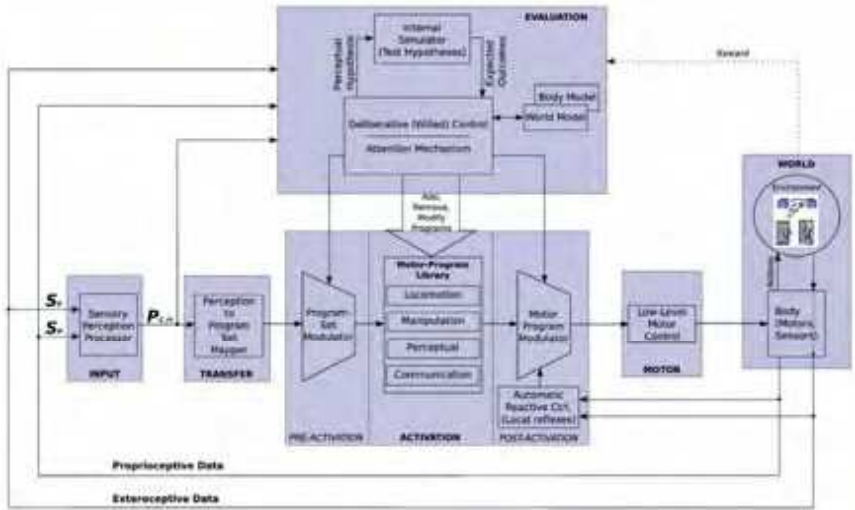 EVALUATION
Internal
Simulator
(Test Hypotheses)
Perceptual
Hypothesis
Expected
Outcomes
Reward
Body Model
World Model
Deliberative (Willed) Control
Attention Mechanism
Add,
Remove,
Modify
Programs
WORLD
Environment
Body
(Motors,
Sensors)
Motor-Program
Library
Locomotion
Manipulation
Perceptual
Communication
Sensory
Perception
Processor
INPUT
Perception
to
Program
Set
Mapper
TRANSFER
Program-
Set
Modulator
Motor
Program
Modulator
Low-Level
Motor
Control
MOTOR
Automatic
Reactive Ctrl.
(Local reflexes)
PRE-ACTIVATION
ACTIVATION
POST-ACTIVATION
Proprioceptive Data
Exteroceptive Data